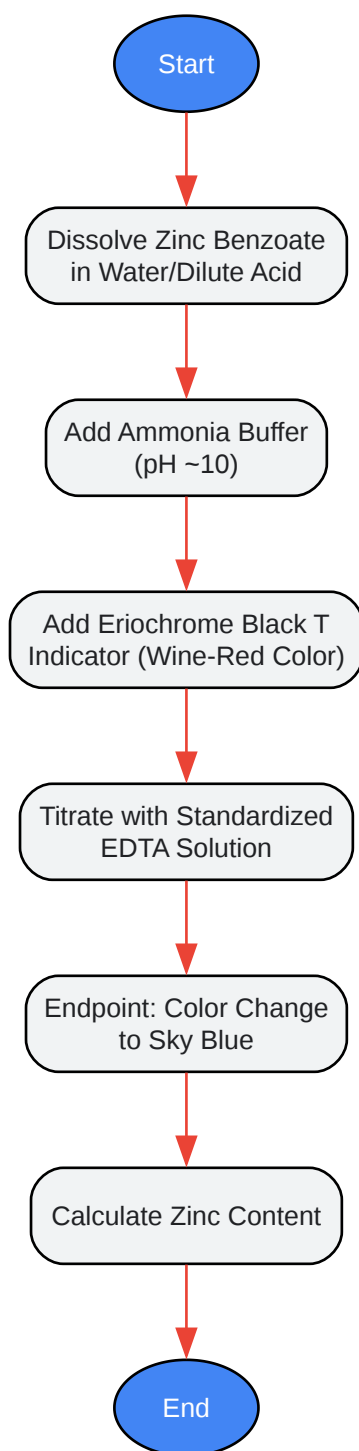 Start
Dissolve Zinc Benzoate
in Water/Dilute Acid
Add Ammonia Buffer
(pH ~10)
Add Eriochrome Black T
Indicator (Wine-Red Color)
Titrate with Standardized
EDTA Solution
Endpoint: Color Change
to Sky Blue
Calculate Zinc Content
End